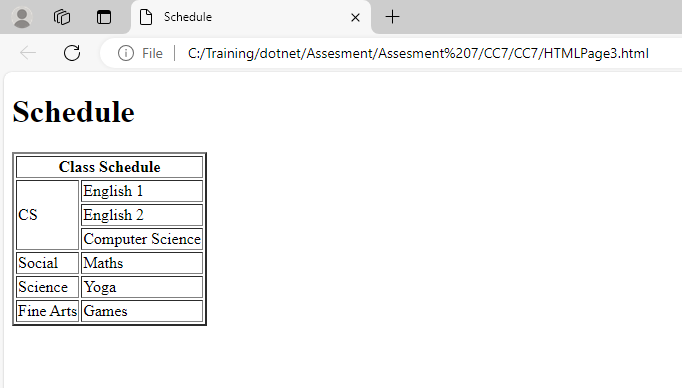 Schedule
File | C:/Training/dotnet/Assesment/Assesment%207/CC7/CC7/HTMLPage3.html
Schedule
Class Schedule
CS English 1
English 2
Computer Science
Social Maths
Science Yoga
Fine Arts Games